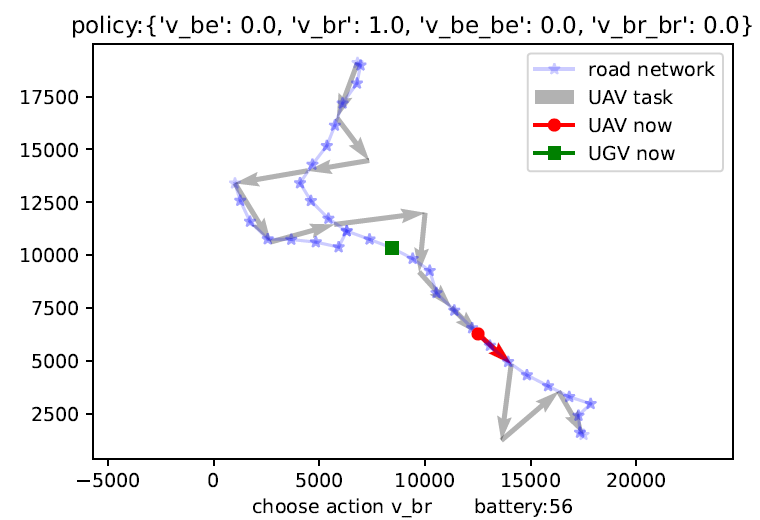 policy:{'v_be': 0.0, 'v_br': 1.0, 'v_be_be': 0.0, 'v_br_br': 0.0}
road network
UAV task
UAV now
UGV now
17500
15000
12500
10000
7500
5000
2500
−5000 0 5000 10000 15000 20000
choose action v_br battery:56